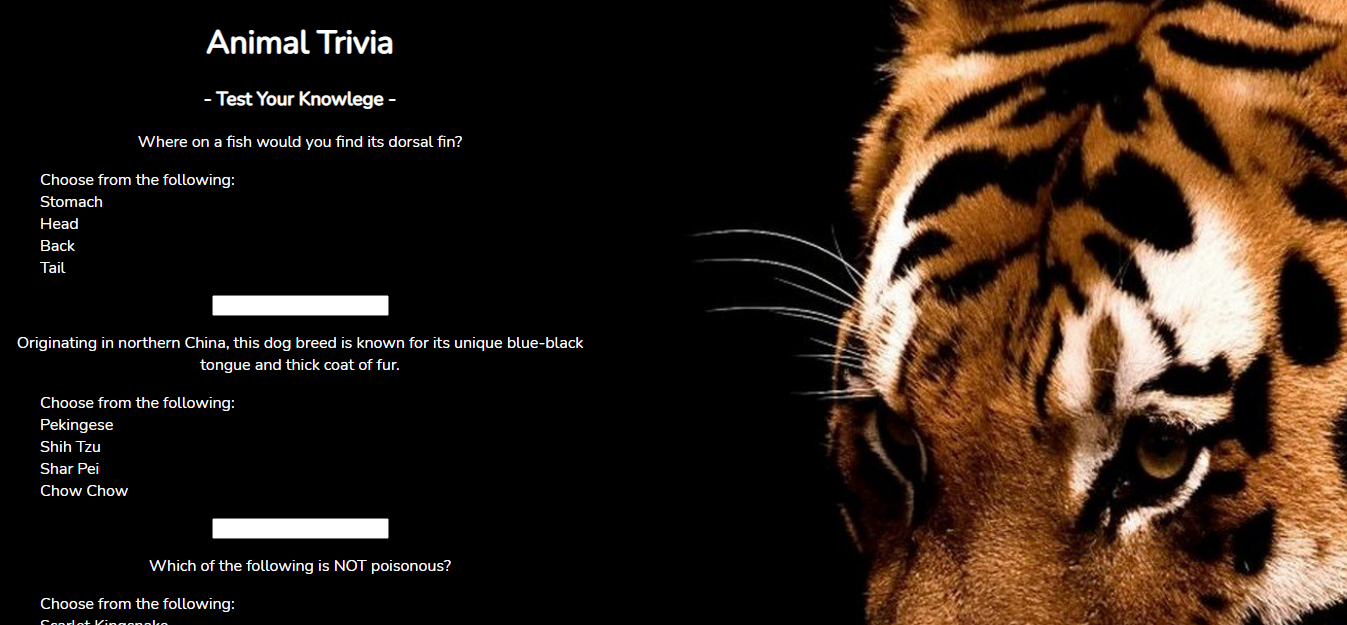 Animal Trivia
- Test Your Knowlege -
Where on a fish would you find its dorsal fin?
Choose from the following:
Stomach
Head
Back
Tail
Originating in northern China, this dog breed is known for its unique blue-black
tongue and thick coat of fur.
Choose from the following:
Pekingese
Shih Tzu
Shar Pei
Chow Chow
Which of the following is NOT poisonous?
Choose from the following:
Scarlet Kingsnake